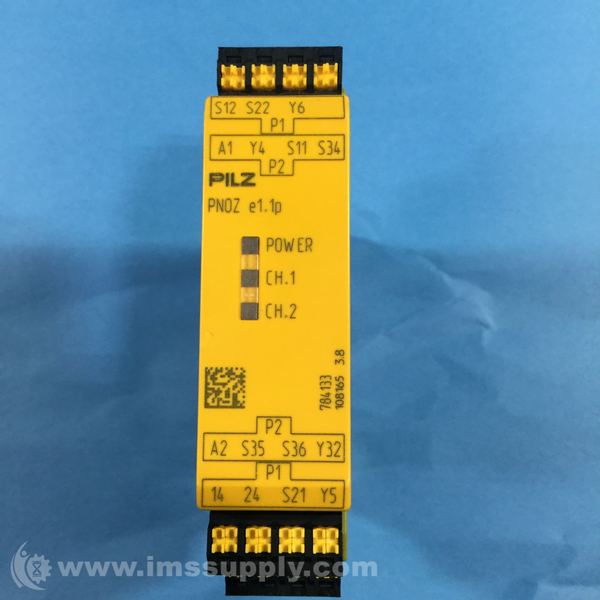 S12 S22 Y6
P1
A1 Y4 S11 S34
P2
PILZ
PNOZ e1.1p
POWER
CH.1
CH.2
784133
108165 3.8
P2
A2 S35 S36 Y32
P1
14 24 S21 Y5
www.imssupply.com